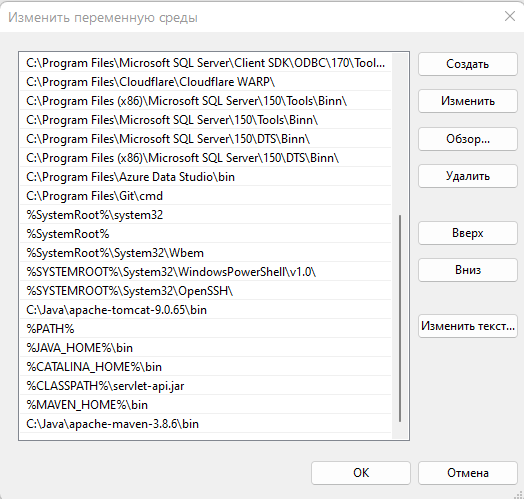 Изменить переменную среды
C:\Program Files\Microsoft SQL Server\Client SDK\ODBC\170\Tool...
C:\Program Files\Cloudflare\Cloudflare WARP\
C:\Program Files (x86)\Microsoft SQL Server\150\Tools\Binn\
C:\Program Files\Microsoft SQL Server\150\Tools\Binn\
C:\Program Files\Microsoft SQL Server\150\DTS\Binn\
C:\Program Files (x86)\Microsoft SQL Server\150\DTS\Binn\
C:\Program Files\Azure Data Studio\bin
C:\Program Files\Git\cmd
%SystemRoot%\system32
%SystemRoot%
%SystemRoot%\System32\Wbem
%SYSTEMROOT%\System32\WindowsPowerShell\v1.0\
%SYSTEMROOT%\System32\OpenSSH\
C:\Java\apache-tomcat-9.0.65\bin
%PATH%
%JAVA_HOME%\bin
%CATALINA_HOME%\bin
%CLASSPATH%\servlet-api.jar
%MAVEN_HOME%\bin
C:\Java\apache-maven-3.8.6\bin
Создать
Изменить
Обзор...
Удалить
Вверх
Вниз
Изменить текст...
ОК
Отмена